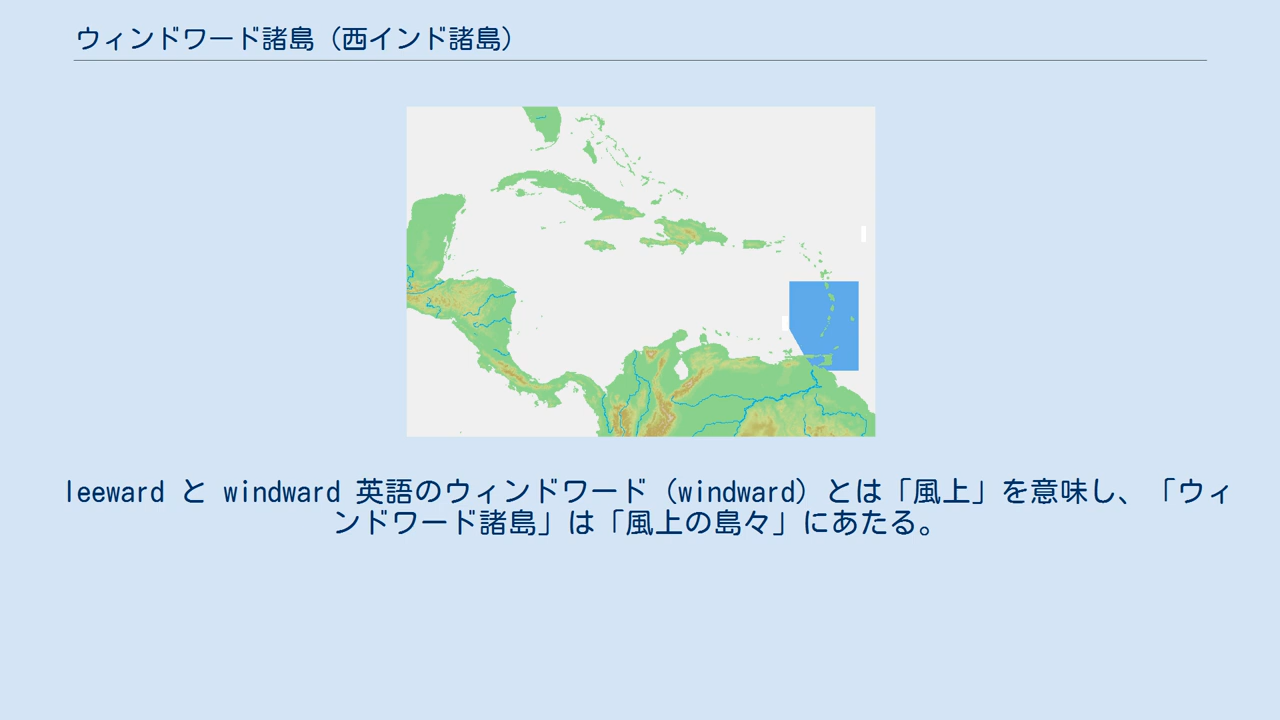 ウィンドワード諸島（西インド諸島）
leeward と windward 英語のウィンドワード（windward）とは「風上」を意味し、「ウィ
ンドワード諸島」は「風上の島々」にあたる。